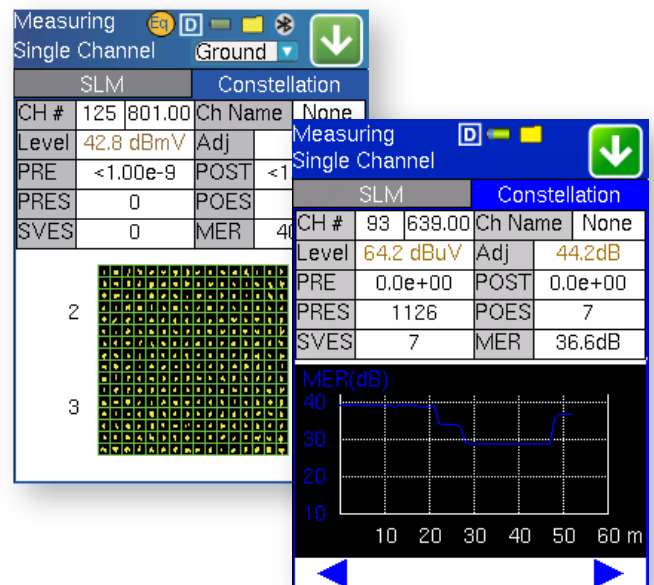 Measuring Eq D
Single Channel Ground
SLM Constellation
CH # 125 801.00 Ch Name None
Level 42.8 dBmV Adj
PRE <1.00e-9 POST <1
PRES 0 POES
SVES 0 MER 40
2
3
Measuring D
Single Channel
SLM Constellation
CH # 93 639.00 Ch Name None
Level 64.2 dBuV Adj 44.2dB
PRE 0.0e+00 POST 0.0e+00
PRES 1126 POES 7
SVES 7 MER 36.6dB
MER(dB)
40
30
20
10
10 20 30 40 50 60 m